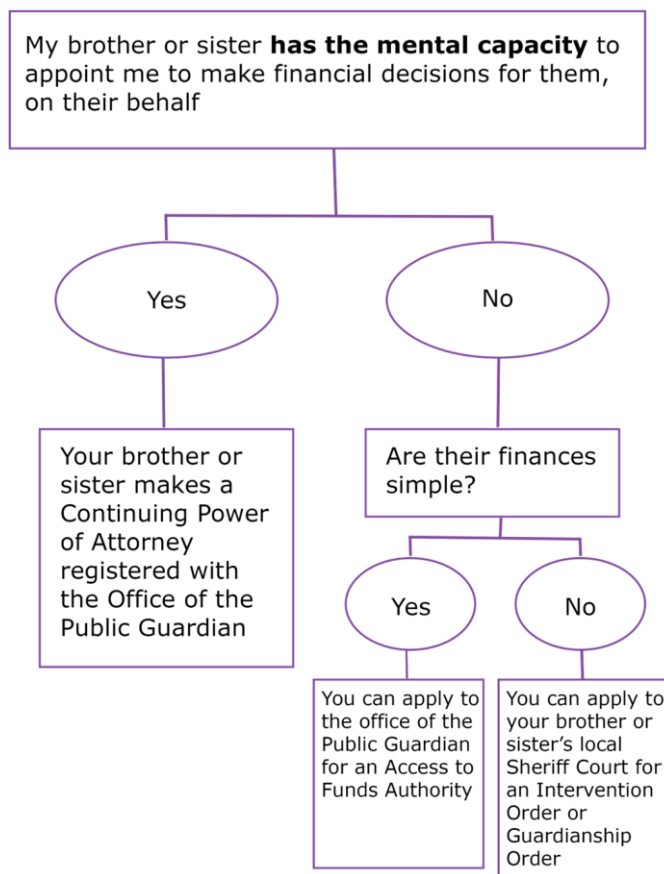 My brother or sister has the mental capacity to
appoint me to make financial decisions for them,
on their behalf
Yes
No
Your brother or
sister makes a
Continuing Power
of Attorney
registered with
the Office of the
Public Guardian
Are their finances
simple?
Yes
No
You can apply to
the office of the
Public Guardian
for an Access to
Funds Authority
You can apply to
your brother or
sister’s local
Sheriff Court for
an Intervention
Order or
Guardianship
Order